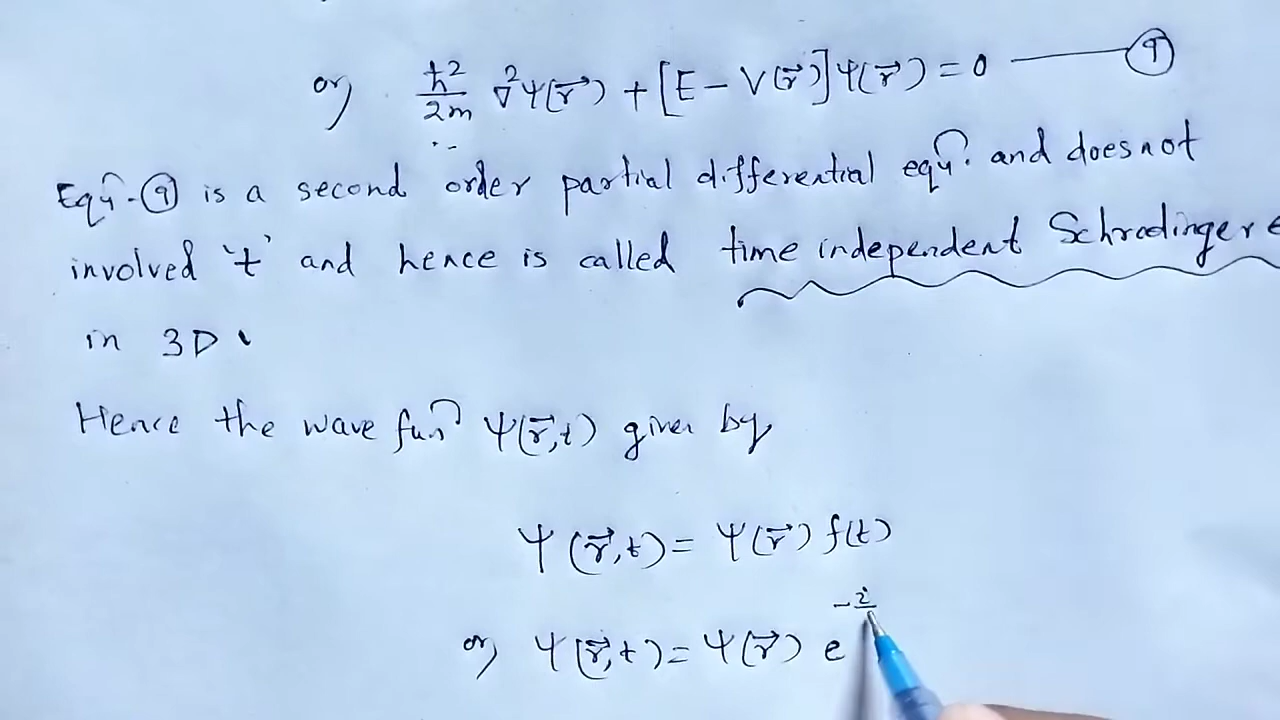 or) ħ²/2m ∇²ψ(r⃗) + [E − V(r⃗)] ψ(r⃗) = 0 —— (9)
Eqn.-(9) is a second order partial differential eqn. and does not
involved 't' and hence is called time independent Schrodinger
in 3D.
Hence the wave fun? ψ(r⃗,t) given by
ψ(r⃗,t) = ψ(r⃗) f(t)
or) ψ(r⃗,t) = ψ(r⃗) e^-i